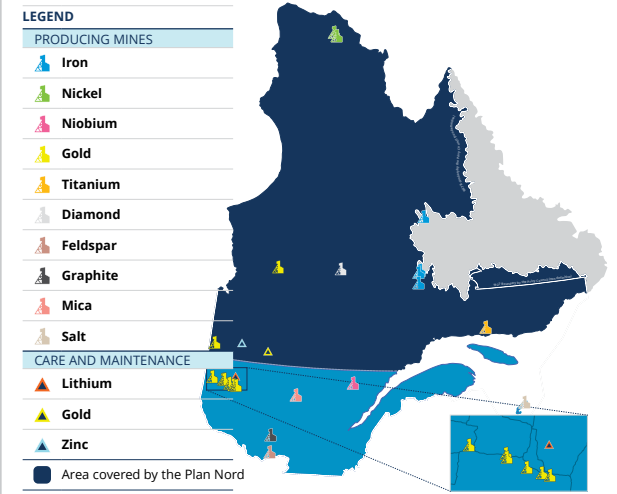 LEGEND
PRODUCING MINES
Iron
Nickel
Niobium
Gold
Titanium
Diamond
Feldspar
Graphite
Mica
Salt
CARE AND MAINTENANCE
Lithium
Gold
Zinc
Area covered by the Plan Nord